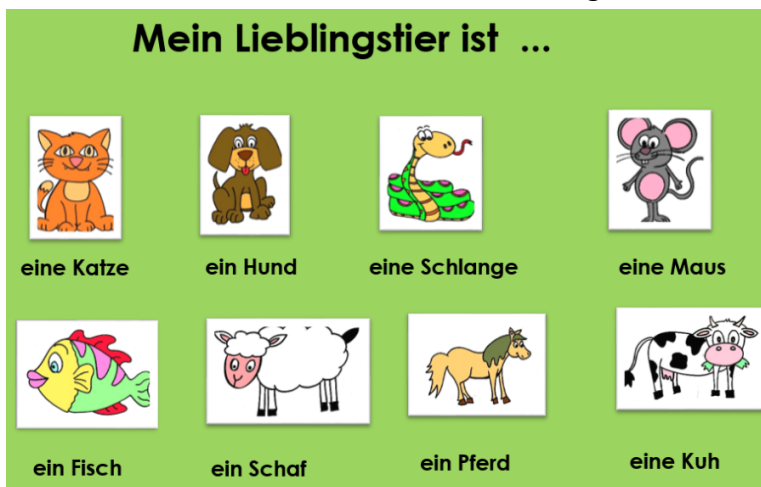 Mein Lieblingstier ist ...
eine Katze ein Hund eine Schlange eine Maus
ein Fisch ein Schaf ein Pferd eine Kuh